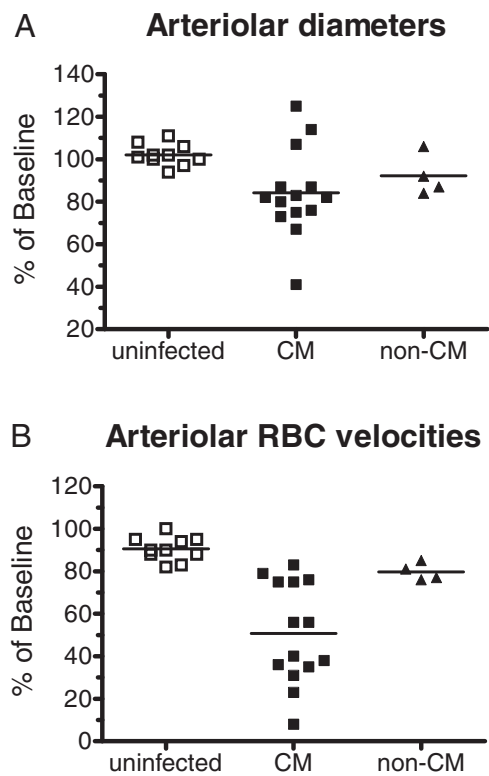 A Arteriolar diameters
140
120
100
80
60
40
20
% of Baseline
uninfected CM non-CM
B Arteriolar RBC velocities
120
100
80
60
40
20
0
% of Baseline
uninfected CM non-CM